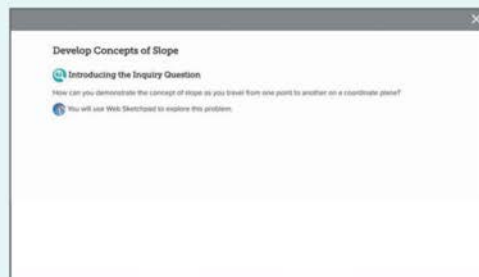 Develop Concepts of Slope
Introducing the Inquiry Question
How can you demonstrate the concept of slope as you travel from one point to another on a coordinate plane?
You will use Web Sketchpad to explore this problem.